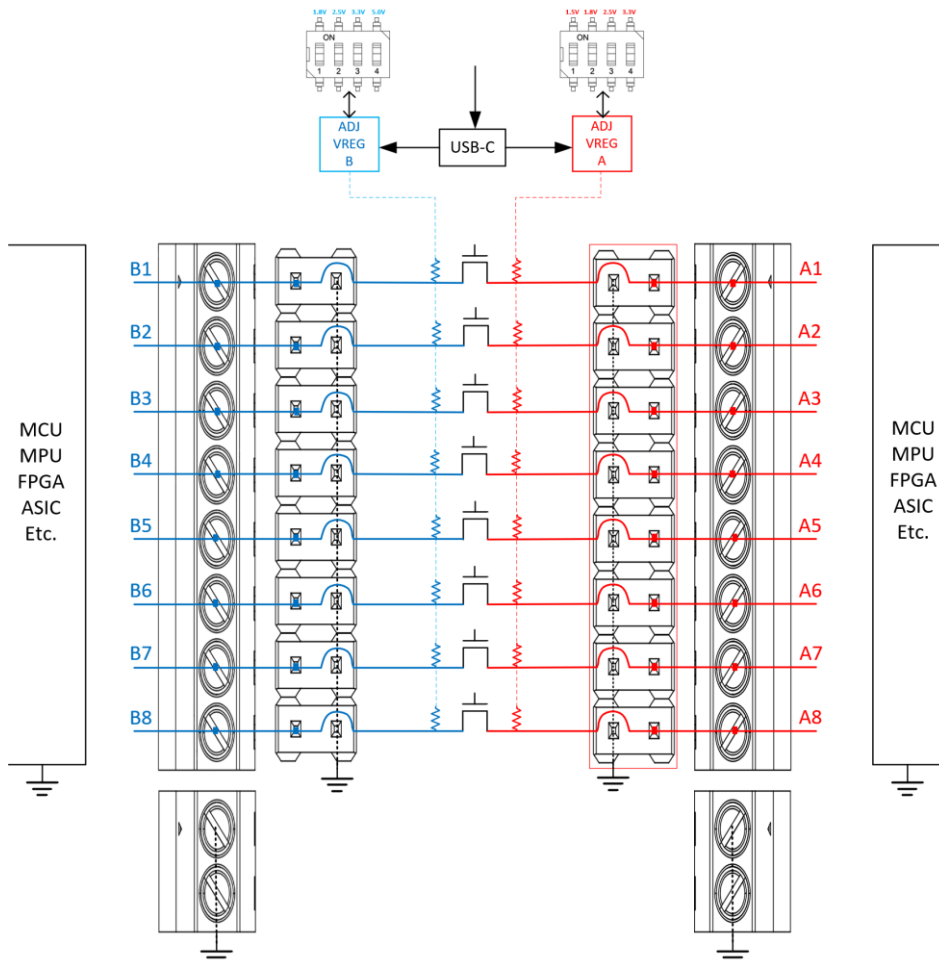 1.8V 2.5V 3.3V 5.0V
ON
1 2 3 4
1.5V 1.8V 2.5V 3.3V
ON
1 2 3 4
ADJ
VREG
B
USB-C
ADJ
VREG
A
B1
B2
B3
B4
B5
B6
B7
B8
A1
A2
A3
A4
A5
A6
A7
A8
MCU
MPU
FPGA
ASIC
Etc.
MCU
MPU
FPGA
ASIC
Etc.